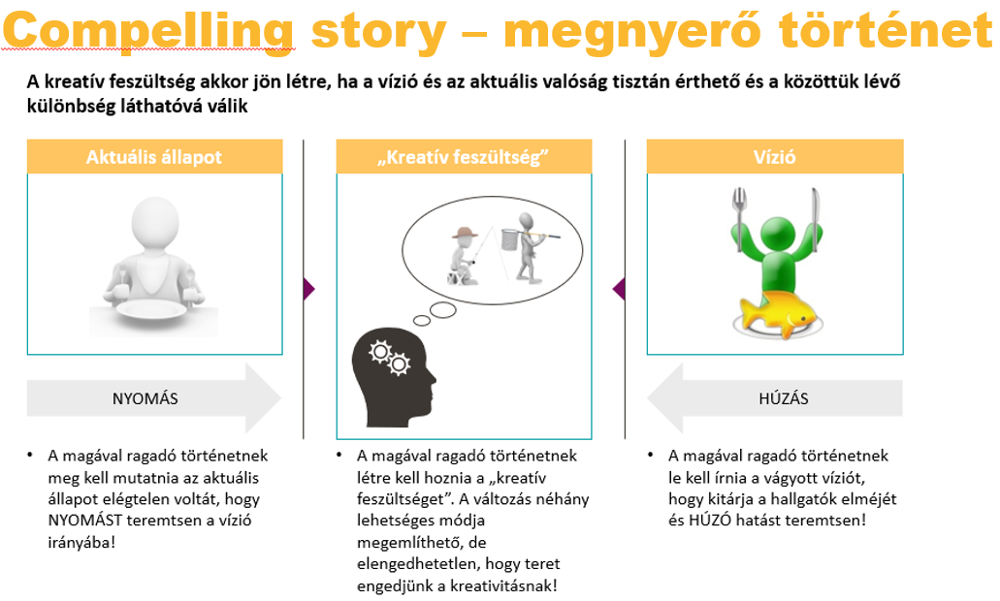 Compelling story – megnyerő történet
A kreatív feszültség akkor jön létre, ha a vízió és az aktuális valóság tisztán érthető és a közöttük lévő
különbség láthatóvá válik
Aktuális állapot
„Kreatív feszültség”
Vízió
NYOMÁS
HÚZÁS
• A magával ragadó történetnek
meg kell mutatnia az aktuális
állapot elégtelen voltát, hogy
NYOMÁST teremtsen a vízió
irányába!
• A magával ragadó történetnek
létre kell hoznia a „kreatív
feszültséget”. A változás néhány
lehetséges módja
megemlíthető, de
elengedhetetlen, hogy teret
engedjünk a kreativitásnak!
• A magával ragadó történetnek
le kell írnia a vágyott víziót,
hogy kitárja a hallgatók elméjét
és HÚZÓ hatást teremtsen!